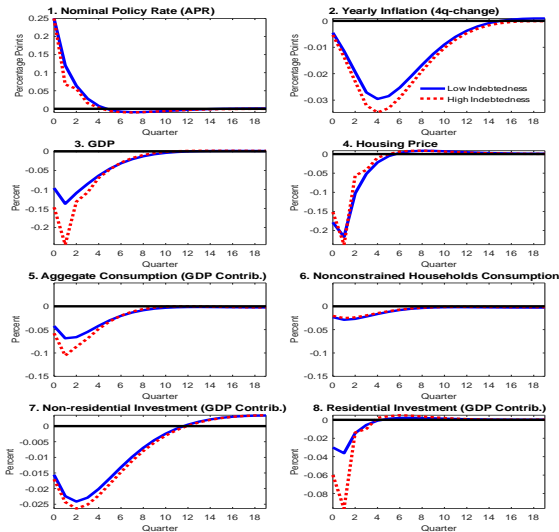 1. Nominal Policy Rate (APR)
Percentage Points
0.25
0.2
0.15
0.1
0.05
0
0 2 4 6 8 10 12 14 16 18
Quarter
2. Yearly Inflation (4q-change)
Percentage Points
0
-0.01
-0.02
-0.03
Low Indebtedness
High Indebtedness
0 2 4 6 8 10 12 14 16 18
Quarter
3. GDP
Percent
0
-0.05
-0.1
-0.15
-0.2
0 2 4 6 8 10 12 14 16 18
Quarter
4. Housing Price
Percent
0
-0.05
-0.1
-0.15
-0.2
0 2 4 6 8 10 12 14 16 18
Quarter
5. Aggegate Consumption (GDP Contrib.)
Percent
0
-0.05
-0.1
-0.15
0 2 4 6 8 10 12 14 16 18
Quarter
6. Nonconstrained Households Consumption
Percent
0
-0.05
-0.1
-0.15
0 2 4 6 8 10 12 14 16 18
Quarter
7. Non-residential Investment (GDP Contrib.)
Percent
0
-0.005
-0.01
-0.015
-0.02
-0.025
0 2 4 6 8 10 12 14 16 18
Quarter
8. Residential Investment (GDP Contrib.)
Percent
0
-0.02
-0.04
-0.06
-0.08
0 2 4 6 8 10 12 14 16 18
Quarter